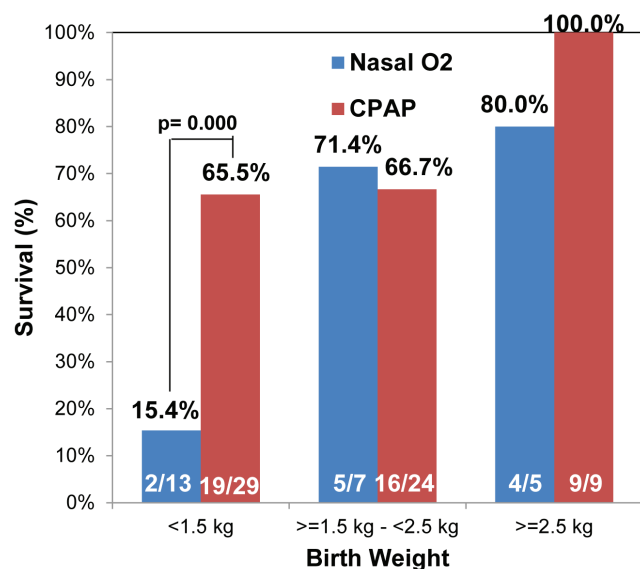 100.0%
100%
90%
80%
70%
60%
50%
40%
30%
20%
10%
0%
Survival (%)
Nasal O2
CPAP
p= 0.000
15.4%
65.5%
71.4%
66.7%
80.0%
2/13 19/29 5/7 16/24 4/5 9/9
<1.5 kg >=1.5 kg - <2.5 kg >=2.5 kg
Birth Weight